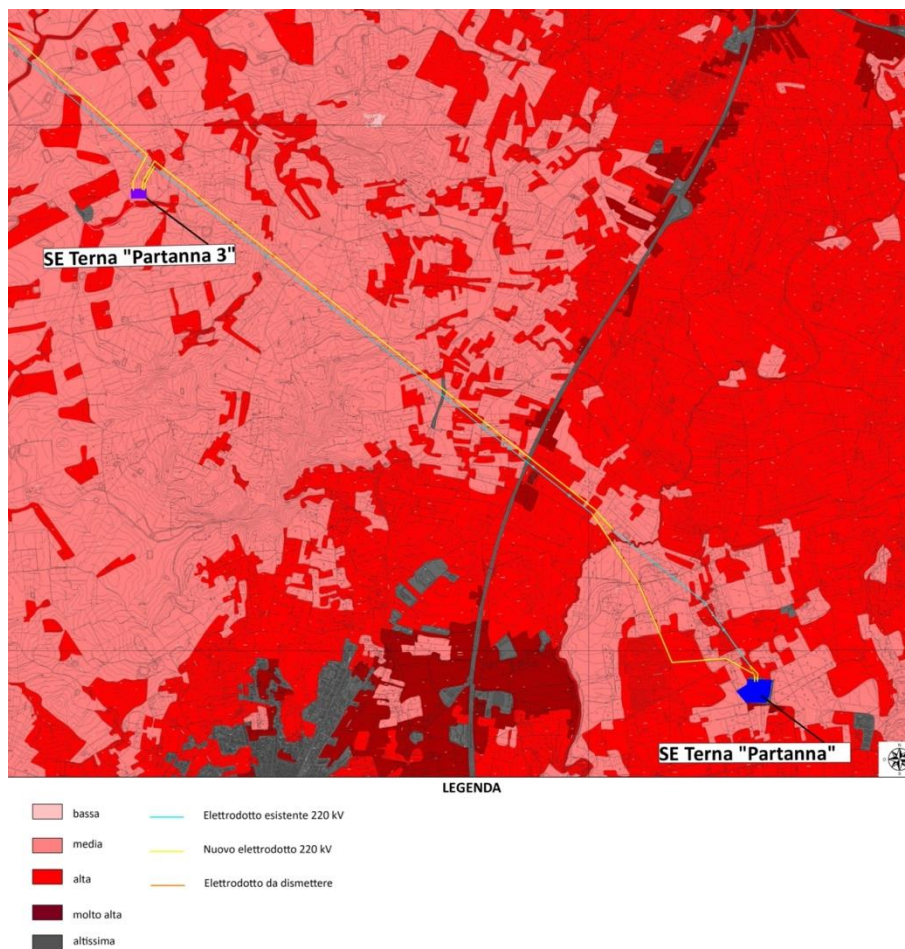 SE Terna "Partanna 3"
SE Terna "Partanna"
LEGENDA
bassa
media
alta
molto alta
altissima
Elettrodotto esistente 220 kV
Nuovo elettrodotto 220 kV
Elettrodotto da dismettere